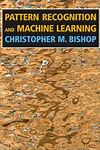 PATTERN RECOGNITION
AND MACHINE LEARNING
CHRISTOPHER M. BISHOP